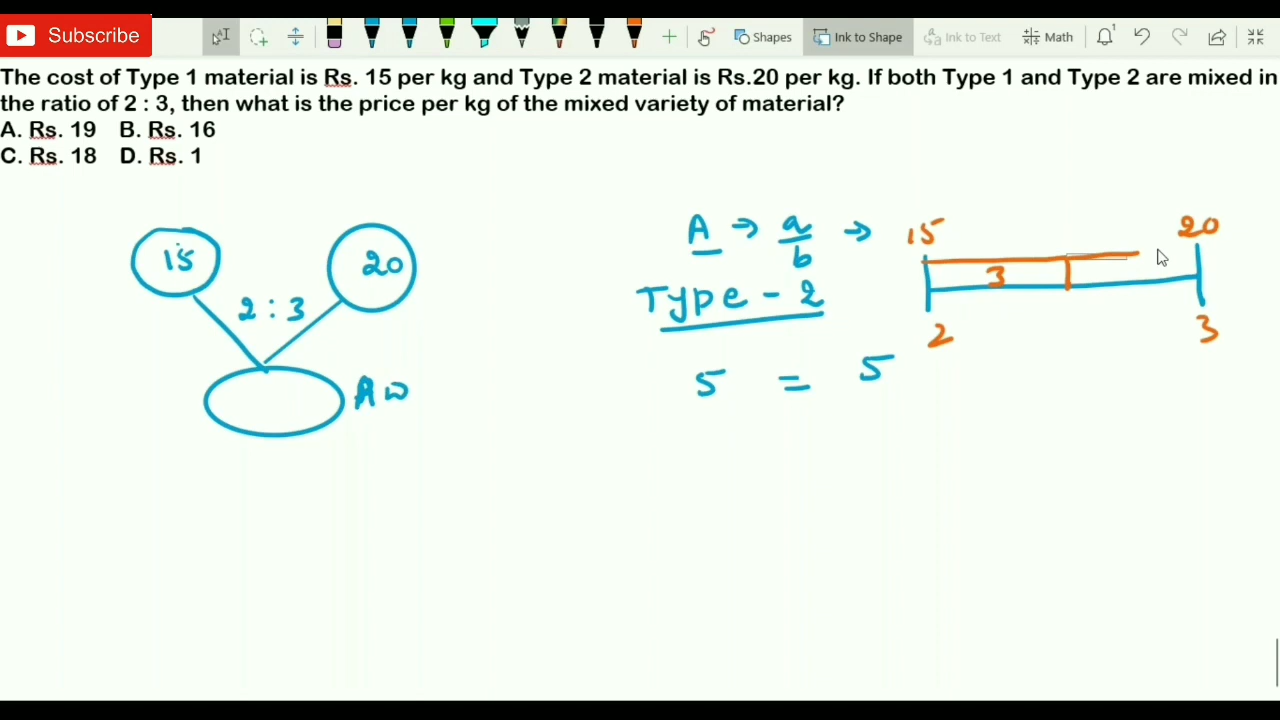 Subscribe
Shapes
Ink to Shape
Ink to Text
Math
The cost of Type 1 material is Rs. 15 per kg and Type 2 material is Rs.20 per kg. If both Type 1 and Type 2 are mixed in
the ratio of 2 : 3, then what is the price per kg of the mixed variety of material?
A. Rs. 19 B. Rs. 16
C. Rs. 18 D. Rs. 1
15 20
2 : 3
A → a/b → 15 20
3
Type - 2
2 3
5 = 5